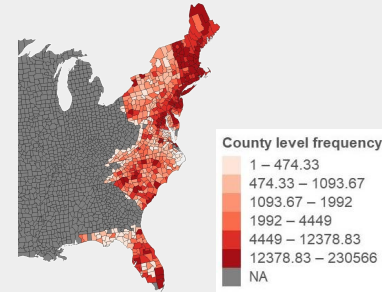 County level frequency
1 – 474.33
474.33 – 1093.67
1093.67 – 1992
1992 – 4449
4449 – 12378.83
12378.83 – 230566
NA